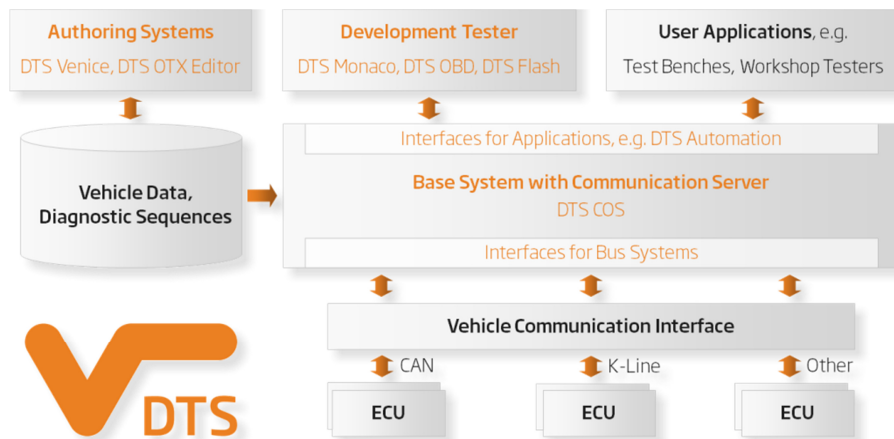 Authoring Systems
DTS Venice, DTS OTX Editor
Development Tester
DTS Monaco, DTS OBD, DTS Flash
User Applications, e.g.
Test Benches, Workshop Testers
Interfaces for Applications, e.g. DTS Automation
Vehicle Data,
Diagnostic Sequences
Base System with Communication Server
DTS COS
Interfaces for Bus Systems
Vehicle Communication Interface
CAN
K-Line
Other
ECU
ECU
ECU
DTS